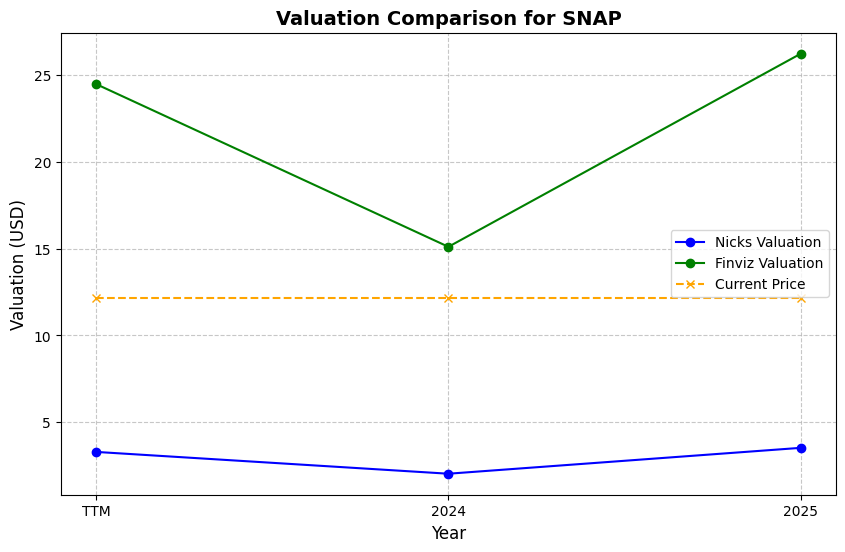 Valuation Comparison for SNAP
25
20
15
10
5
Valuation (USD)
Nicks Valuation
Finviz Valuation
Current Price
TTM
2024
2025
Year